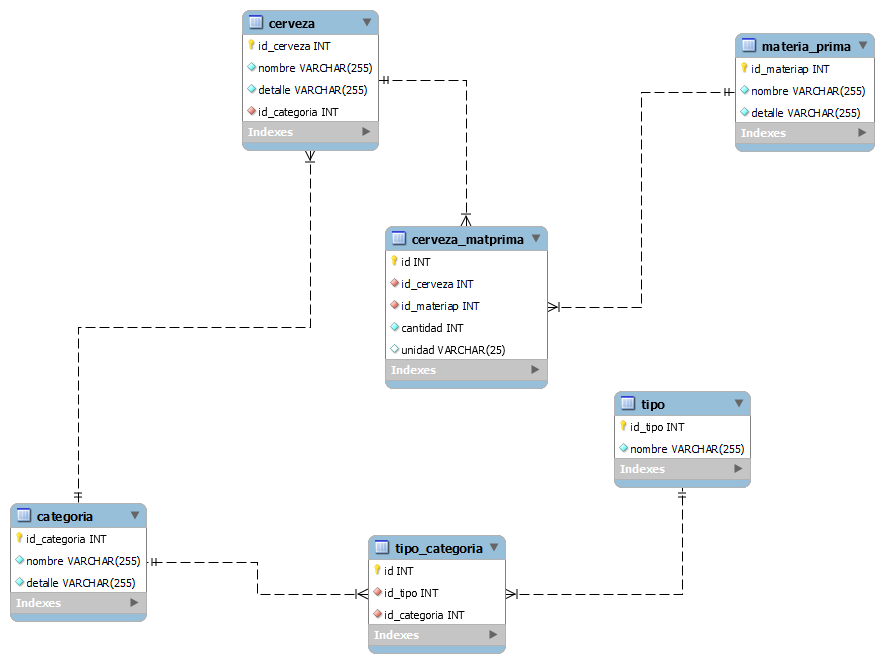 cerveza
id_cerveza INT
nombre VARCHAR(255)
detalle VARCHAR(255)
id_categoria INT
Indexes
materia_prima
id_materiap INT
nombre VARCHAR(255)
detalle VARCHAR(255)
Indexes
cerveza_matprima
id INT
id_cerveza INT
id_materiap INT
cantidad INT
unidad VARCHAR(25)
Indexes
tipo
id_tipo INT
nombre VARCHAR(255)
Indexes
categoria
id_categoria INT
nombre VARCHAR(255)
detalle VARCHAR(255)
Indexes
tipo_categoria
id INT
id_tipo INT
id_categoria INT
Indexes